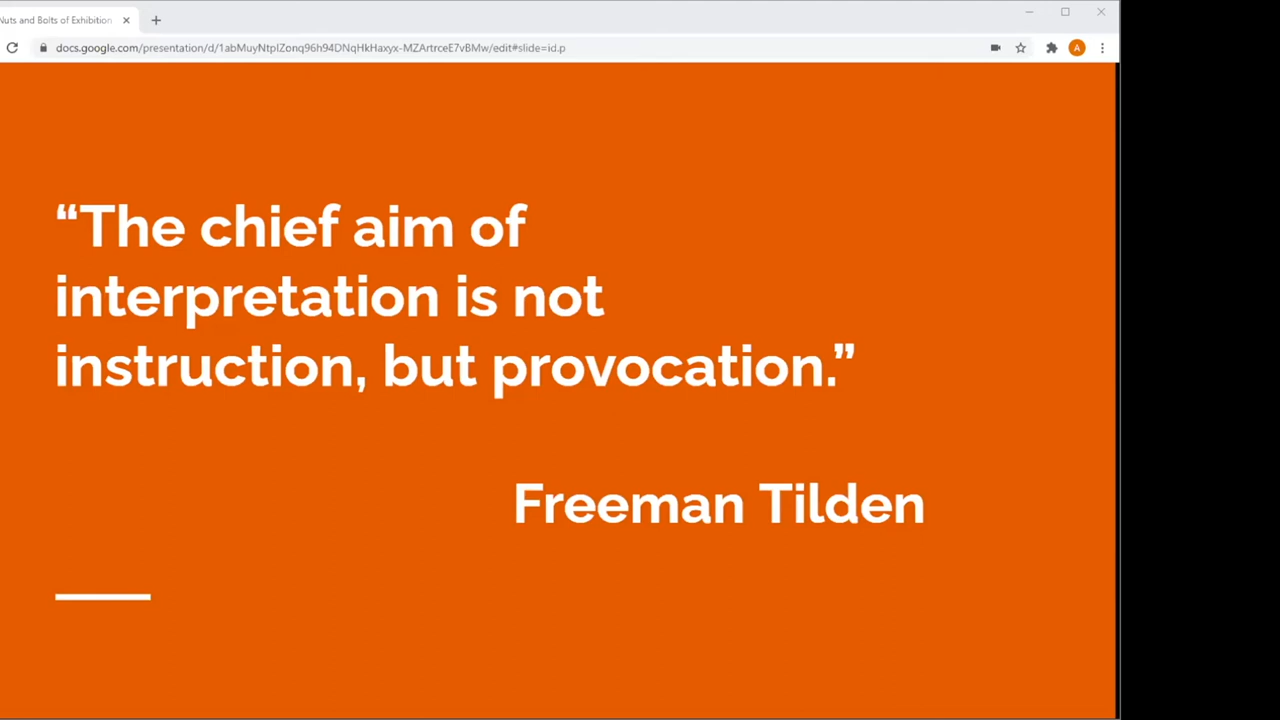 Nuts and Bolts of Exhibition
docs.google.com/presentation/d/1abMuyNtplZonq96h94DNqHkHaxyx-MZArtrceE7vBMw/edit#slide=id.p
A
“The chief aim of
interpretation is not
instruction, but provocation.”
Freeman Tilden